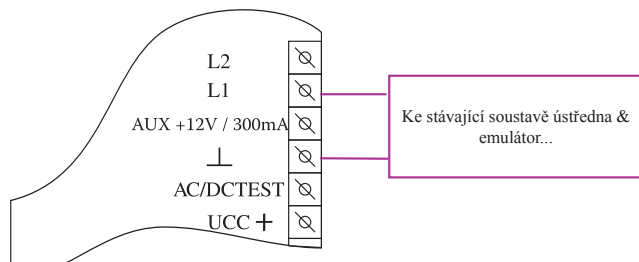 L2
L1
AUX +12V / 300mA
⊥
AC/DCTEST
UCC +
Ke stávající soustavě ústředna &
emulátor...